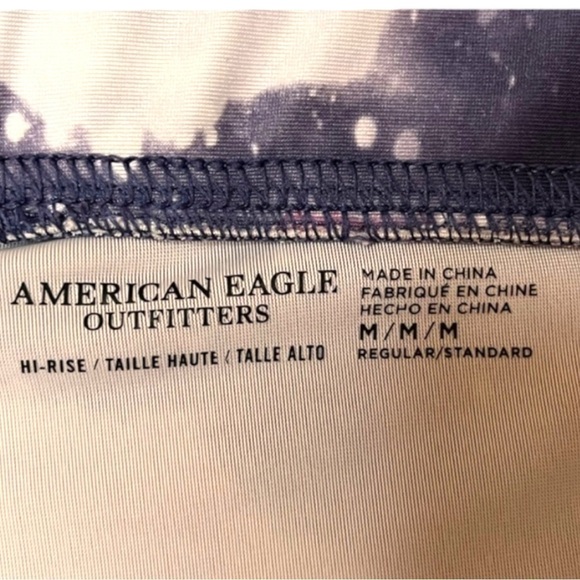 AMERICAN EAGLE
OUTFITTERS
HI-RISE / TAILLE HAUTE / TALLE ALTO
MADE IN CHINA
FABRIQUÉ EN CHINE
HECHO EN CHINA
M/M/M
REGULAR/STANDARD